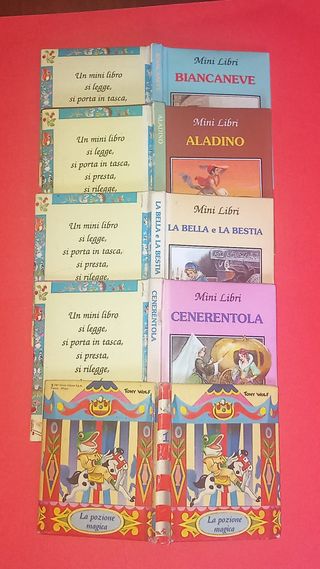 Un mini libro
si legge,
si porta in tasca,
Mini Libri
BIANCANEVE
Un mini libro
si legge,
si porta in tasca,
si presta,
si rilegge,
ALADINO
Mini Libri
ALADINO
Un mini libro
si legge,
si porta in tasca,
si presta,
si rilegge,
LA BELLA e LA BESTIA
Mini Libri
LA BELLA e LA BESTIA
Un mini libro
si legge,
si porta in tasca,
si presta,
si rilegge,
CENERENTOLA
Mini Libri
CENERENTOLA
TONY WOLF
La pozione
magica
TONY WOLF
La pozione
magica